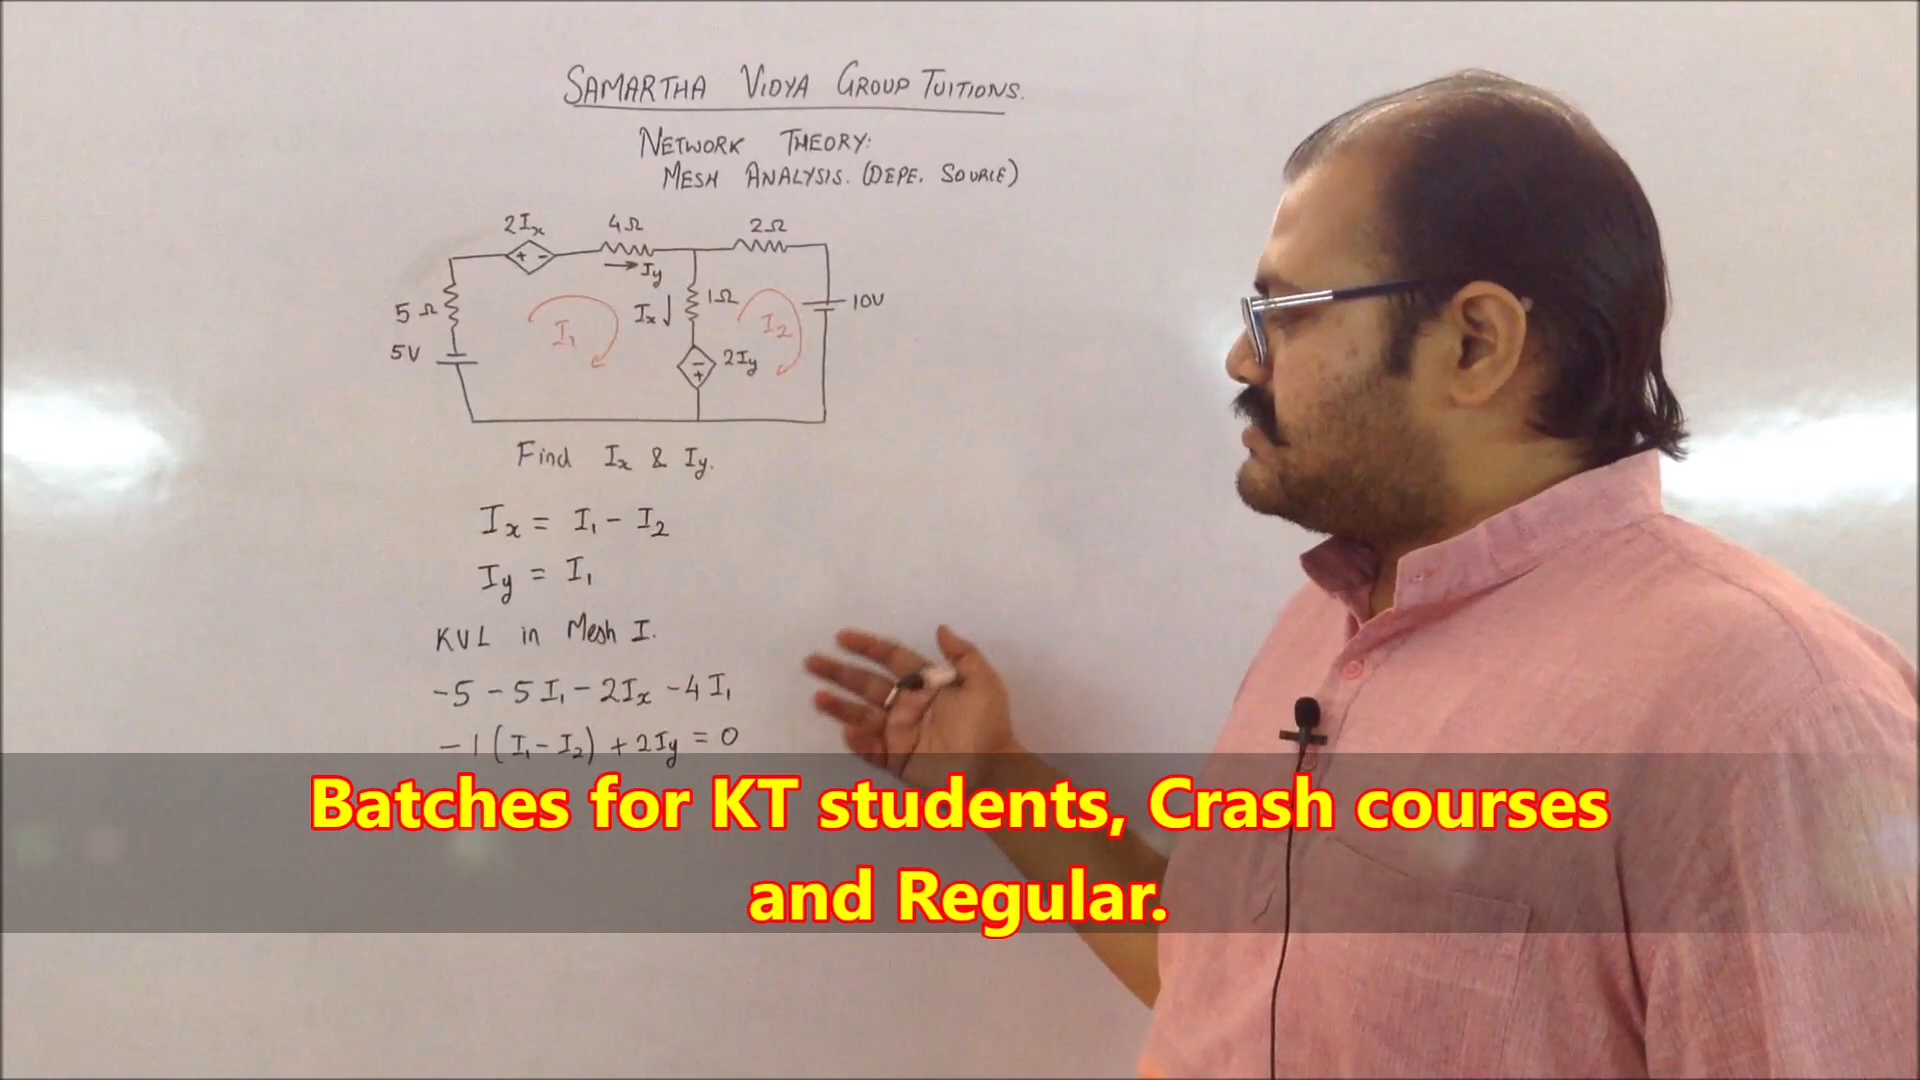 SAMARTHA VIDYA GROUP TUITIONS.
NETWORK THEORY:
MESH ANALYSIS. (DEPE. SOURCE)
2Ix 4Ω 2Ω
+ - → Iy
5Ω I1 Ix↓ 1Ω I2 10V
5V - + 2Iy
Find Ix & Iy.
Ix = I1 - I2
Iy = I1
KVL in Mesh I.
-5 - 5I1 - 2Ix - 4I1
-1(I1 - I2) + 2Iy = 0
Batches for KT students, Crash courses
and Regular.